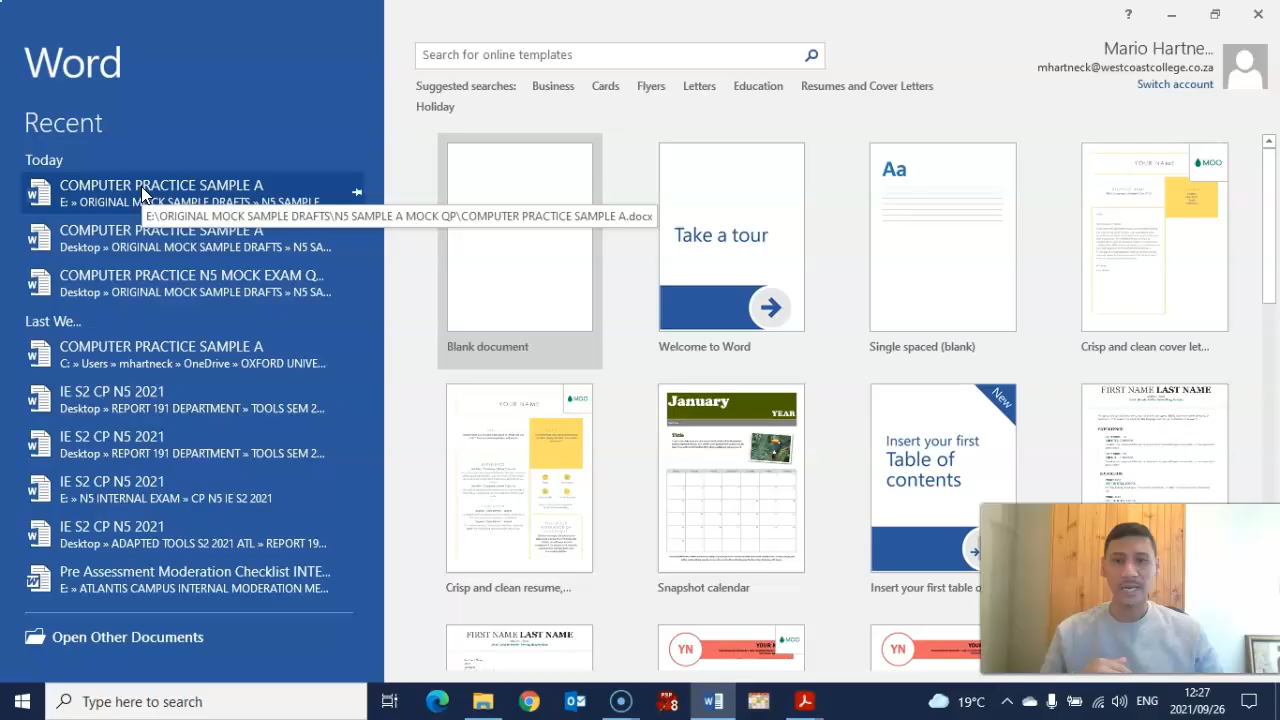 Word
Recent
Today
COMPUTER PRACTICE SAMPLE A
E: » ORIGINAL MOCK SAMPLE DRAFTS » N5 SAMPLE
E:\ORIGINAL MOCK SAMPLE DRAFTS\N5 SAMPLE A MOCK QP\COMPUTER PRACTICE SAMPLE A.docx
COMPUTER PRACTICE SAMPLE A
Desktop » ORIGINAL MOCK SAMPLE DRAFTS » N5 SA...
COMPUTER PRACTICE N5 MOCK EXAM Q...
Desktop » ORIGINAL MOCK SAMPLE DRAFTS » N5 SA...
Last We...
COMPUTER PRACTICE SAMPLE A
C: » Users » mhartneck » OneDrive » OXFORD UNIVE...
IE S2 CP N5 2021
Desktop » REPORT 191 DEPARTMENT » TOOLS SEM 2...
IE S2 CP N5 2021
Desktop » REPORT 191 DEPARTMENT » TOOLS SEM 2...
IE S2 CP N5 2021
E: » N5 INTERNAL EXAM » CP N5 IE S2 2021
IE S2 CP N5 2021
Desktop » ADAPTED TOOLS S2 2021 ATL » REPORT 19...
Pre Assessment Moderation Checklist INTE...
E: » ATLANTIS CAMPUS INTERNAL MODERATION ME...
Open Other Documents
?
Search for online templates
Mario Hartne...
mhartneck@westcoastcollege.co.za
Switch account
Suggested searches: Business Cards Flyers Letters Education Resumes and Cover Letters
Holiday
Take a tour
Aa
YOUR NAME
MOO
Blank document
Welcome to Word
Single spaced (blank)
Crisp and clean cover let...
YOUR NAME
MOO
January
YEAR
Title
New
Insert your first
Table of
contents
FIRST NAME LAST NAME
Crisp and clean resume,...
Snapshot calendar
Insert your first table o
FIRST NAME LAST NAME
YN
MOO
YN
Type here to search
19°C
ENG
12:27
2021/09/26